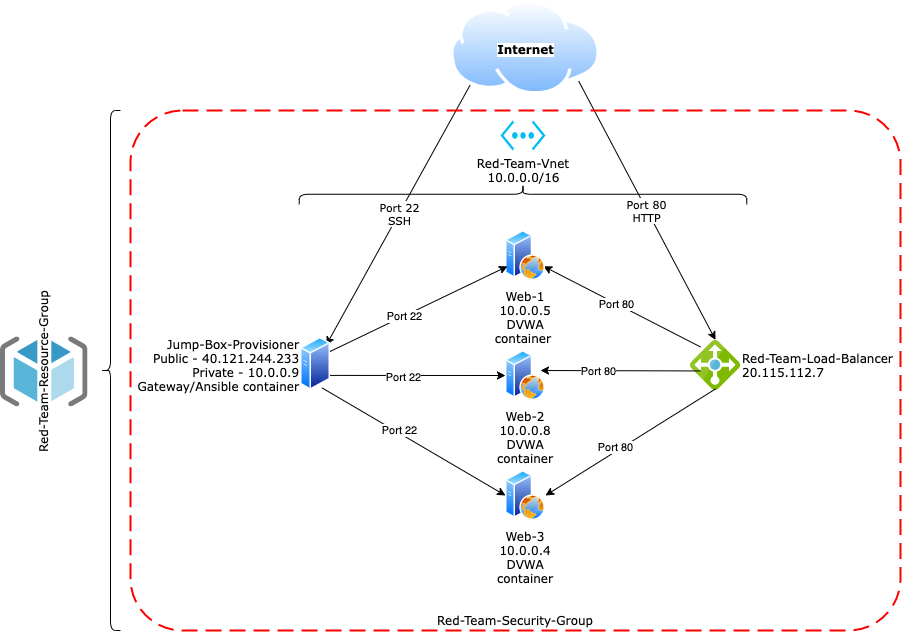 Internet
Red-Team-Vnet
10.0.0.0/16
Port 22
SSH
Port 80
HTTP
Web-1
10.0.0.5
DVWA
container
Port 22
Port 80
Jump-Box-Provisioner
Public - 40.121.244.233
Private - 10.0.0.9
Gateway/Ansible container
Red-Team-Load-Balancer
20.115.112.7
Port 22
Port 80
Web-2
10.0.0.8
DVWA
container
Port 22
Port 80
Web-3
10.0.0.4
DVWA
container
Red-Team-Resource-Group
Red-Team-Security-Group